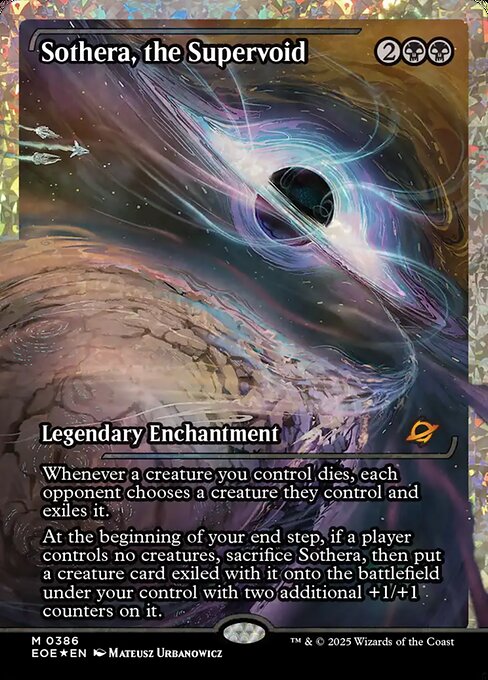 Sothera, the Supervoid
2
Legendary Enchantment
Whenever a creature you control dies, each
opponent chooses a creature they control and
exiles it.
At the beginning of your end step, if a player
controls no creatures, sacrifice Sothera, then put
a creature card exiled with it onto the battlefield
under your control with two additional +1/+1
counters on it.
M 0386
EOE★EN Mateusz Urbanowicz
™ & © 2025 Wizards of the Coast